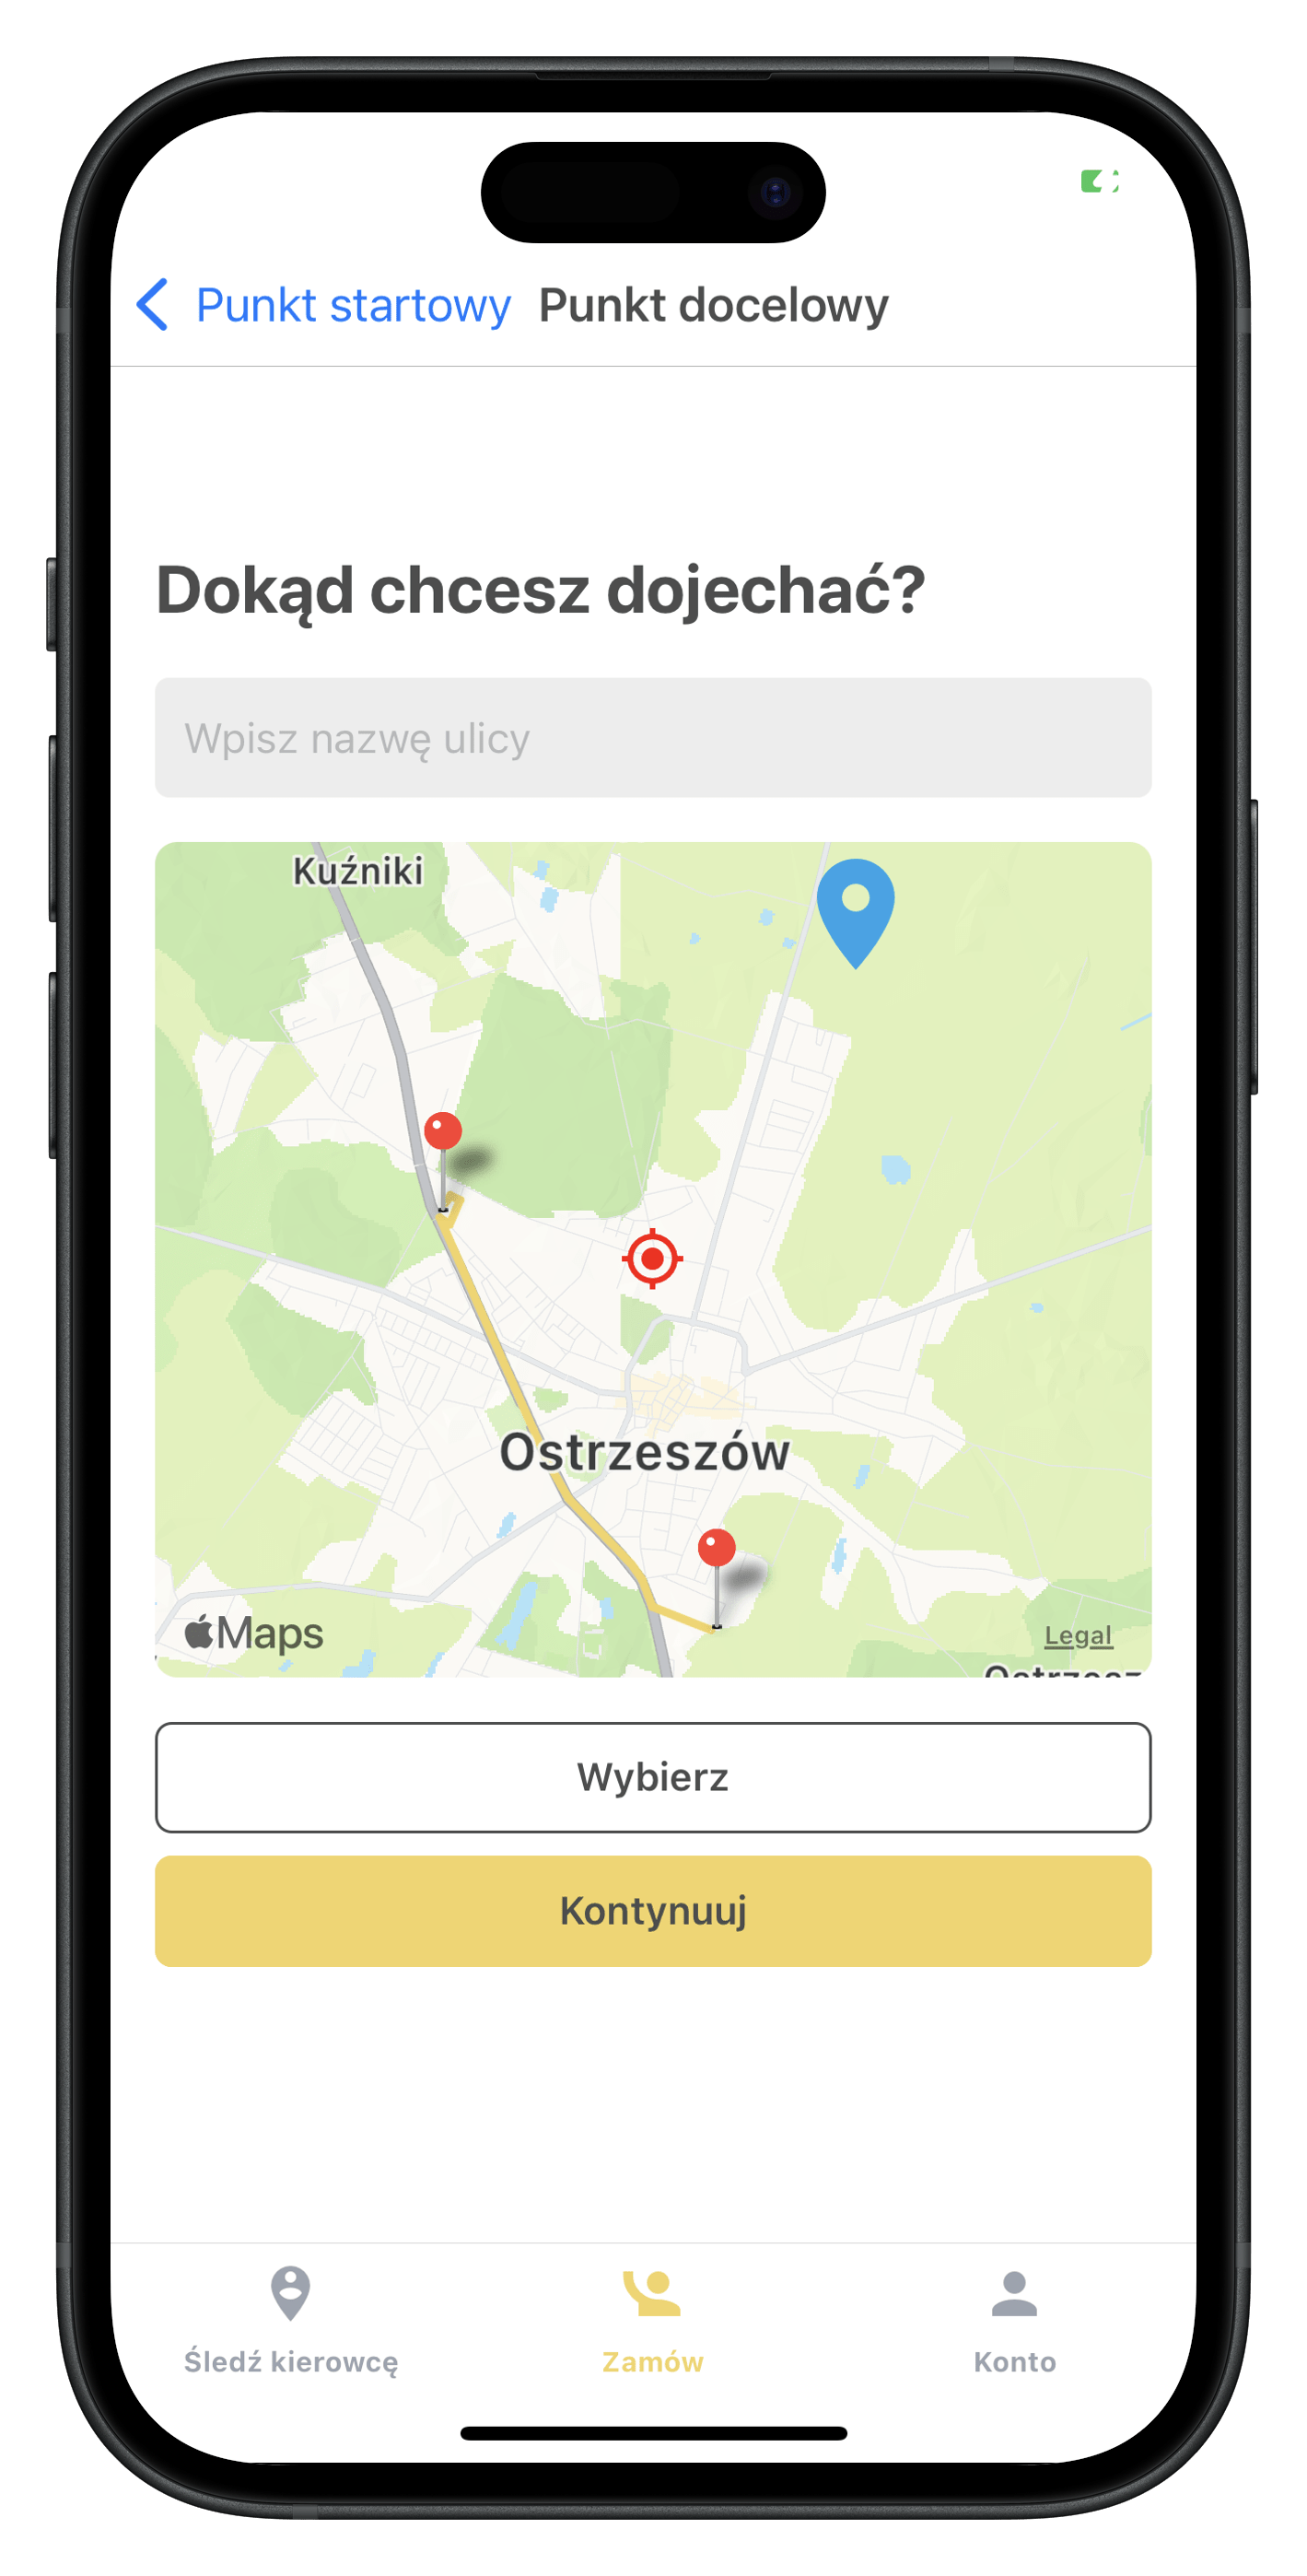 Punkt startowy Punkt docelowy
Dokąd chcesz dojechać?
Wpisz nazwę ulicy
Kuźniki
Ostrzeszów
Maps
Legal
Wybierz
Kontynuuj
Śledź kierowcę
Zamów
Konto